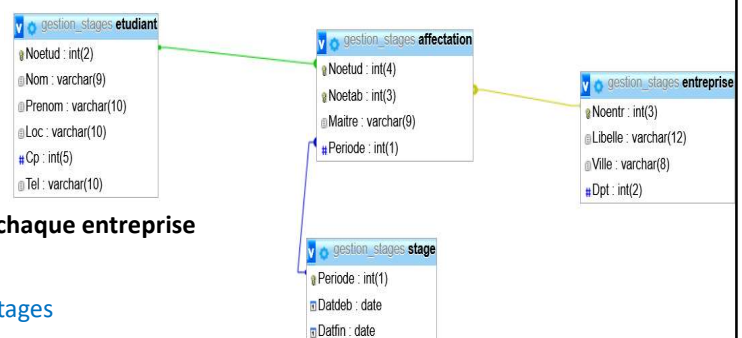 gestion_stages etudiant
Noetud : int(2)
Nom : varchar(9)
Prenom : varchar(10)
Loc : varchar(10)
Cp : int(5)
Tel : varchar(10)
gestion_stages affectation
Noetud : int(4)
Noetab : int(3)
Maitre : varchar(9)
Periode : int(1)
gestion_stages entreprise
Noentr : int(3)
Libelle : varchar(12)
Ville : varchar(8)
Dpt : int(2)
chaque entreprise
tages
gestion_stages stage
Periode : int(1)
Datdeb : date
Datfin : date